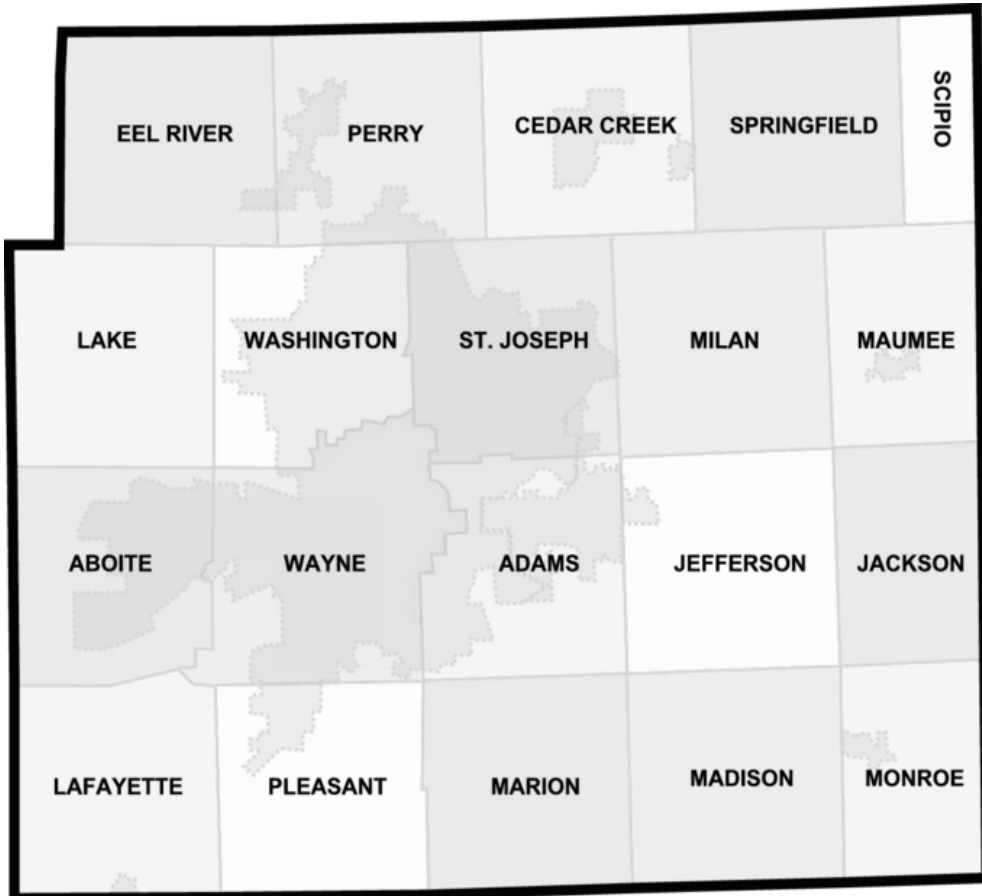 EEL RIVER
PERRY
CEDAR CREEK
SPRINGFIELD
SCIPIO
LAKE
WASHINGTON
ST. JOSEPH
MILAN
MAUMEE
ABOITE
WAYNE
ADAMS
JEFFERSON
JACKSON
LAFAYETTE
PLEASANT
MARION
MADISON
MONROE